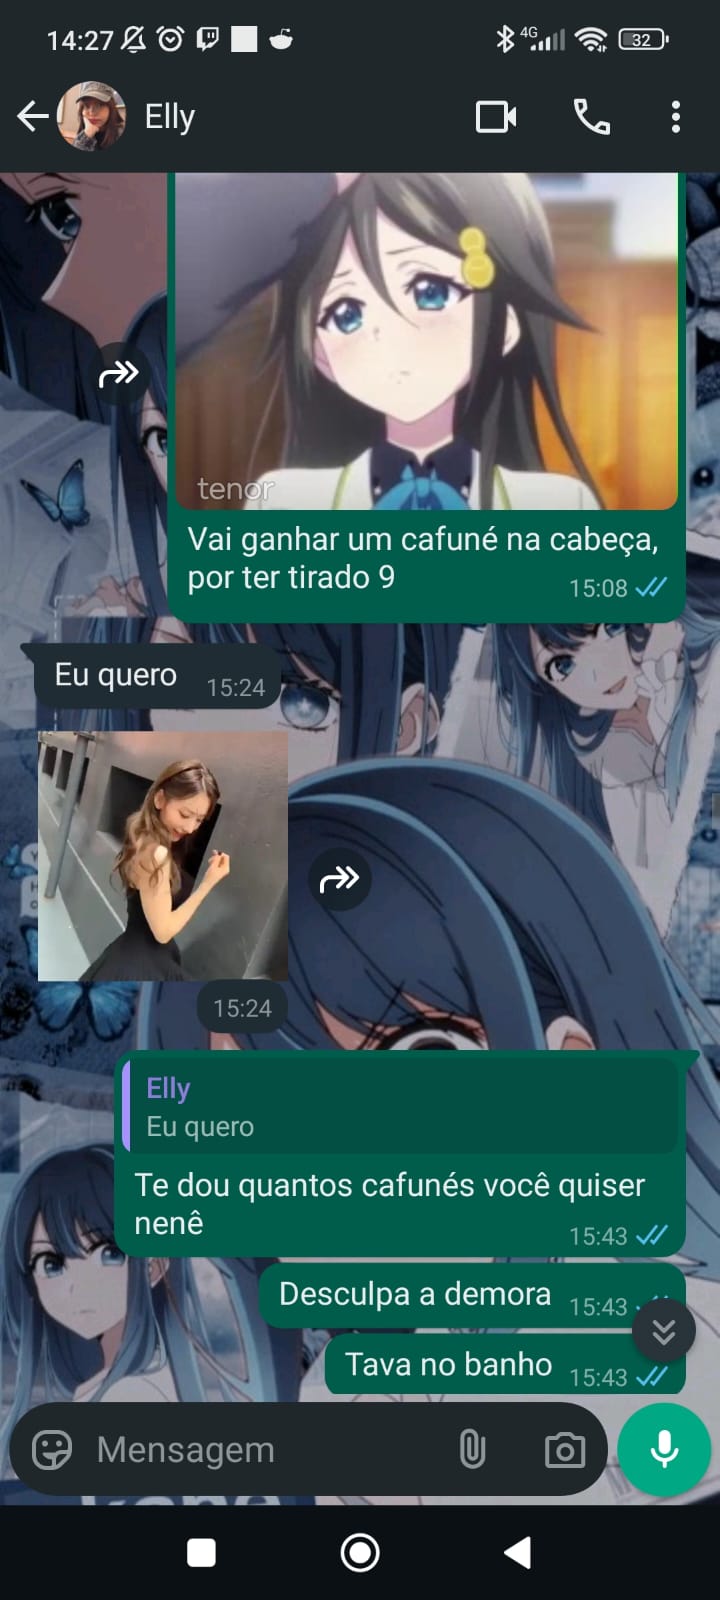 14:27
4G
32
Elly
tenor
Vai ganhar um cafuné na cabeça,
por ter tirado 9
15:08
Eu quero
15:24
15:24
Elly
Eu quero
Te dou quantos cafunés você quiser
nenê
15:43
Desculpa a demora
15:43
Tava no banho
15:43
Mensagem